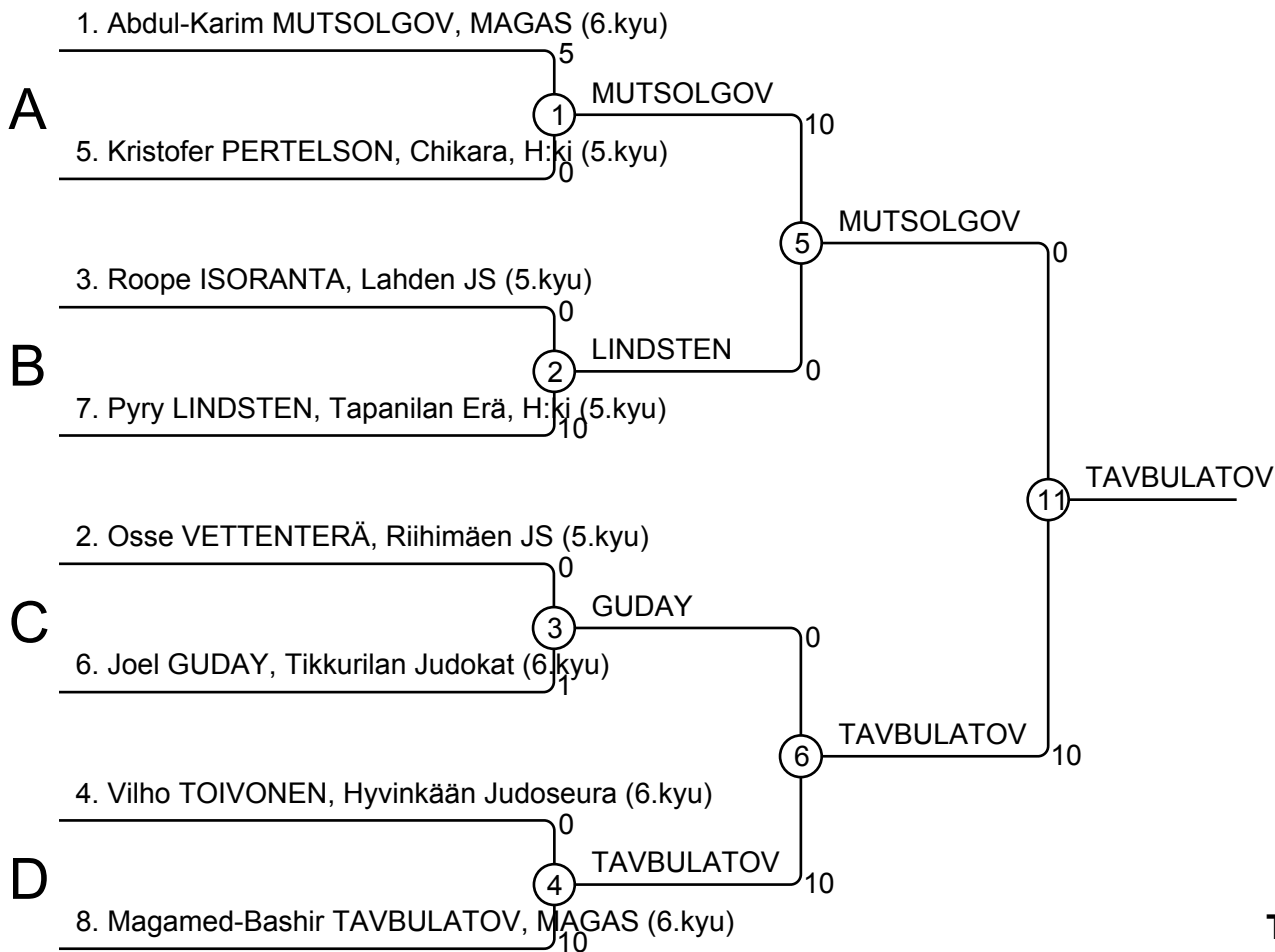 1. Abdul-Karim MUTSOLGOV, MAGAS (6.kyu)
5
A
1
MUTSOLGOV
10
5. Kristofer PERTELSON, Chikara, H:ki (5.kyu)
0
5
MUTSOLGOV
0
3. Roope ISORANTA, Lahden JS (5.kyu)
0
B
2
LINDSTEN
0
7. Pyry LINDSTEN, Tapanilan Erä, H:ki (5.kyu)
10
11
TAVBULATOV
2. Osse VETTENTERÄ, Riihimäen JS (5.kyu)
0
C
3
GUDAY
0
6. Joel GUDAY, Tikkurilan Judokat (6.kyu)
1
6
TAVBULATOV
10
4. Vilho TOIVONEN, Hyvinkään Judoseura (6.kyu)
0
D
4
TAVBULATOV
10
8. Magamed-Bashir TAVBULATOV, MAGAS (6.kyu)
10